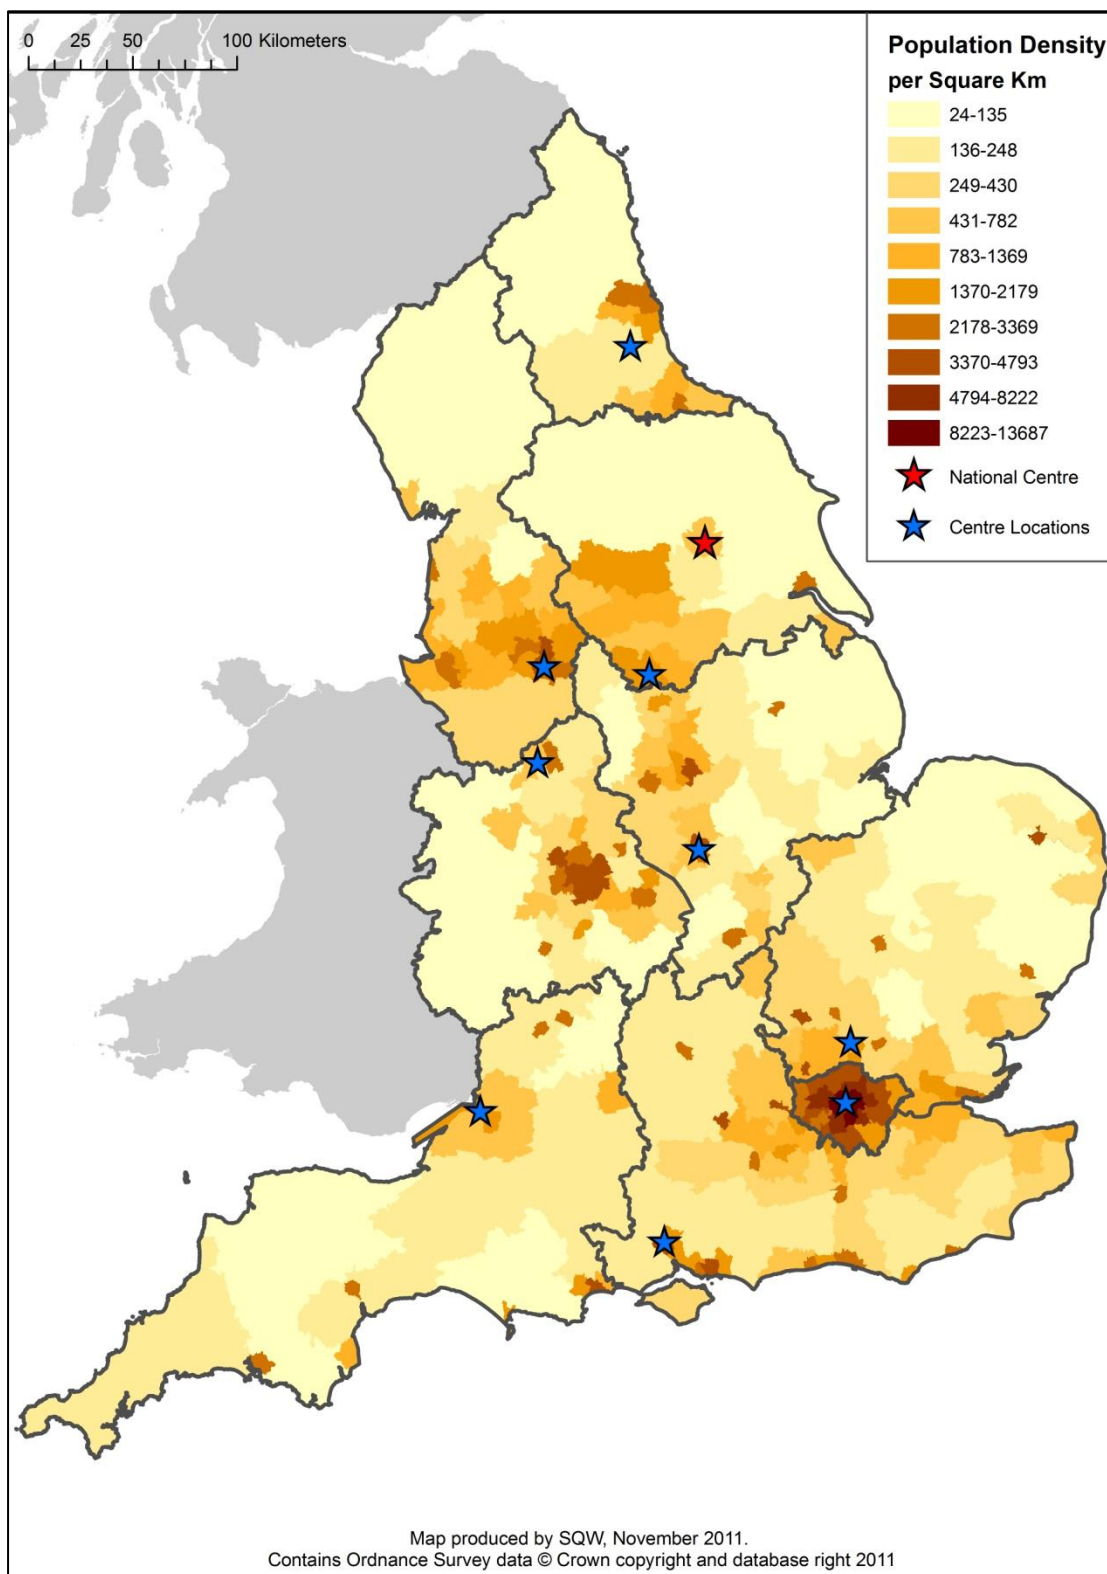 0 25 50 100 Kilometers
Population Density
per Square Km
24-135
136-248
249-430
431-782
783-1369
1370-2179
2178-3369
3370-4793
4794-8222
8223-13687
National Centre
Centre Locations
Map produced by SQW, November 2011.
Contains Ordnance Survey data © Crown copyright and database right 2011